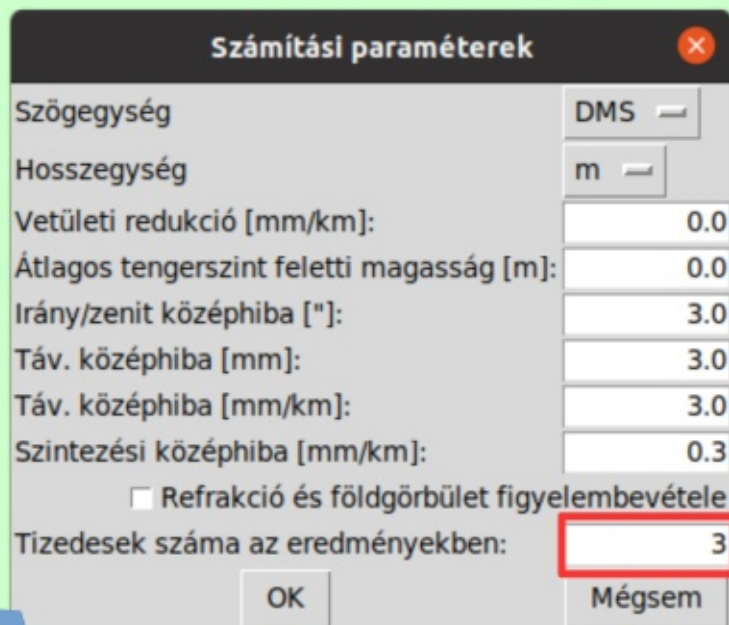 Számítási paraméterek
Szögegység DMS
Hosszegység m
Vetületi redukció [mm/km]: 0.0
Átlagos tengerszint feletti magasság [m]: 0.0
Irány/zenit középhiba ["]: 3.0
Táv. középhiba [mm]: 3.0
Táv. középhiba [mm/km]: 3.0
Szintezési középhiba [mm/km]: 0.3
Refrakció és földgörbület figyelembevétele
Tizedesek száma az eredményekben: 3
OK Mégsem